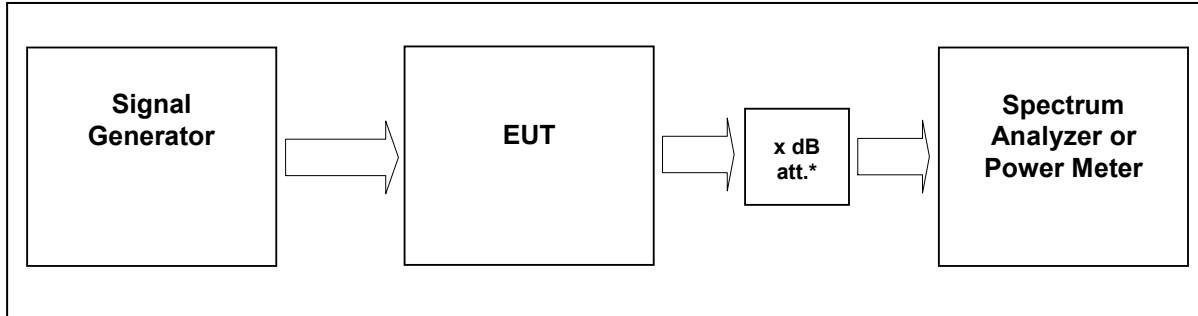 Signal
Generator
EUT
x dB
att.*
Spectrum
Analyzer or
Power Meter